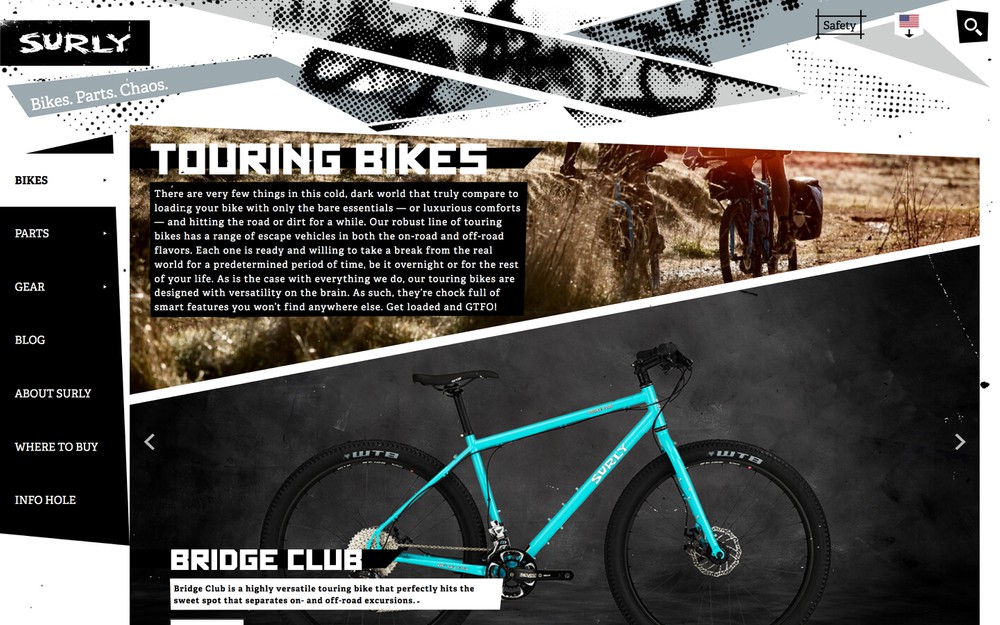 SURLY
Safety
Bikes. Parts. Chaos.
BIKES
PARTS
GEAR
BLOG
ABOUT SURLY
WHERE TO BUY
INFO HOLE
TOURING BIKES
There are very few things in this cold, dark world that truly compare to
loading your bike with only the bare essentials — or luxurious comforts
— and hitting the road or dirt for a while. Our robust line of touring
bikes has a range of escape vehicles in both the on-road and off-road
flavors. Each one is ready and willing to take a break from the real
world for a predetermined period of time, be it overnight or for the rest
of your life. As is the case with everything we do, our touring bikes are
designed with versatility on the brain. As such, they're chock full of
smart features you won't find anywhere else. Get loaded and GTFO!
WTB
SURLY
WTB
BRIDGE CLUB
Bridge Club is a highly versatile touring bike that perfectly hits the
sweet spot that separates on- and off-road excursions.